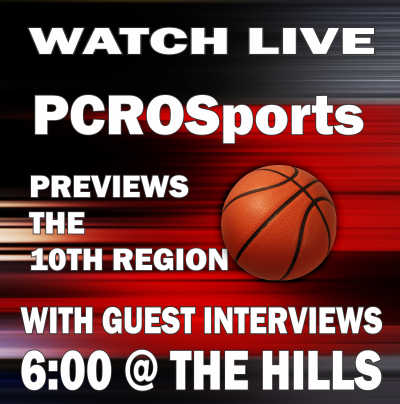 WATCH LIVE
PCROSports
PREVIEWS
THE
10TH REGION
WITH GUEST INTERVIEWS
6:00 @ THE HILLS